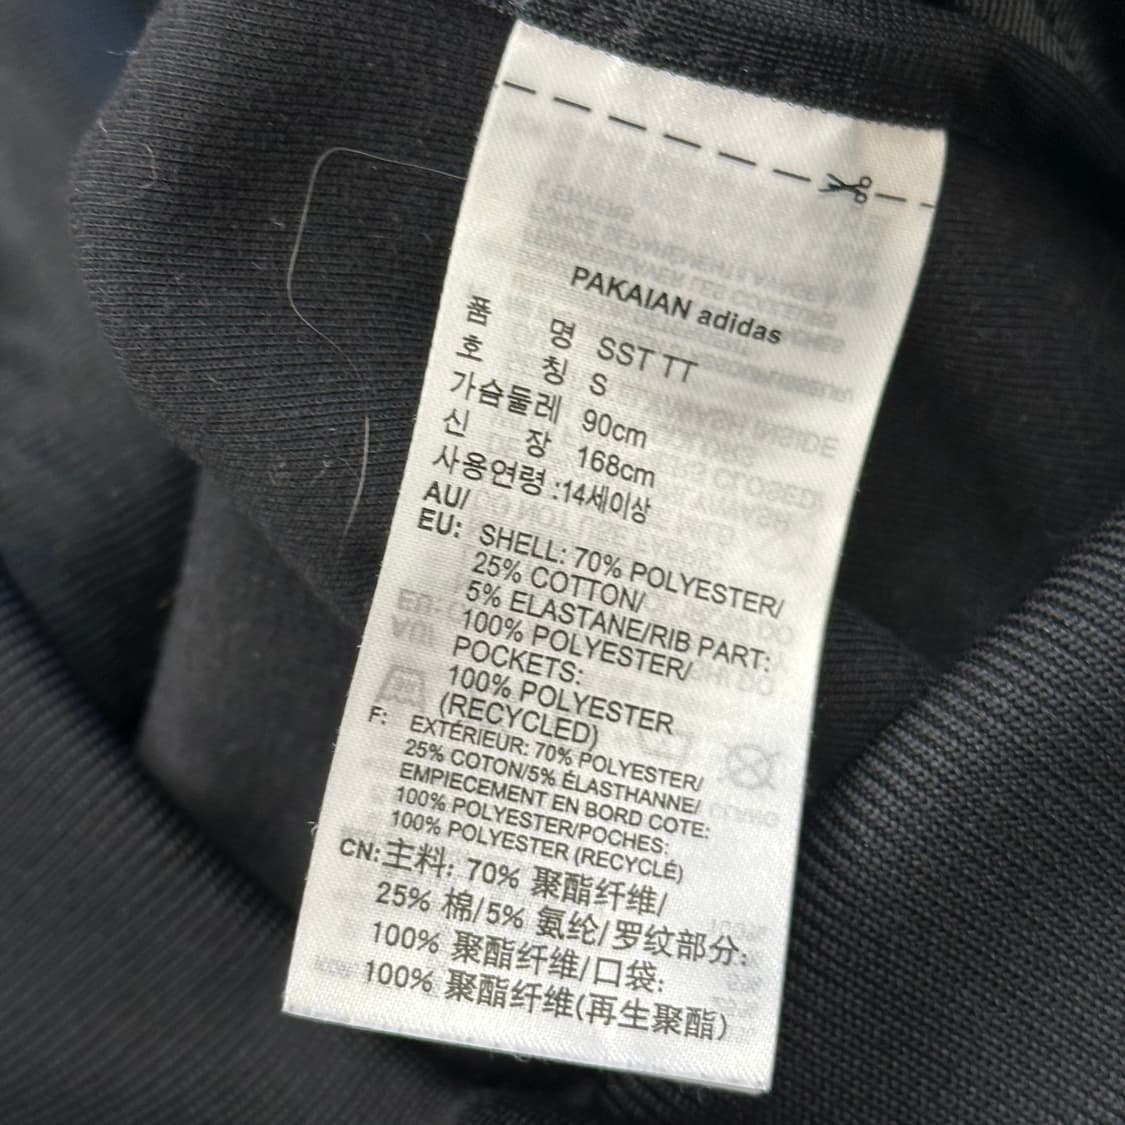 PAKAIAN adidas
품 명 SST TT
호 칭 S
가슴둘레 90cm
신 장 168cm
사용연령 :14세이상
AU/
EU: SHELL: 70% POLYESTER/
25% COTTON/
5% ELASTANE/RIB PART:
100% POLYESTER/
POCKETS:
100% POLYESTER
(RECYCLED)
F: EXTÉRIEUR: 70% POLYESTER/
25% COTON/5% ÉLASTHANNE/
EMPIECEMENT EN BORD COTE:
100% POLYESTER/POCHES:
100% POLYESTER (RECYCLÉ)
CN: 主料: 70% 聚酯纤维/
25% 棉/5% 氨纶/罗纹部分:
100% 聚酯纤维/口袋:
100% 聚酯纤维(再生聚酯)